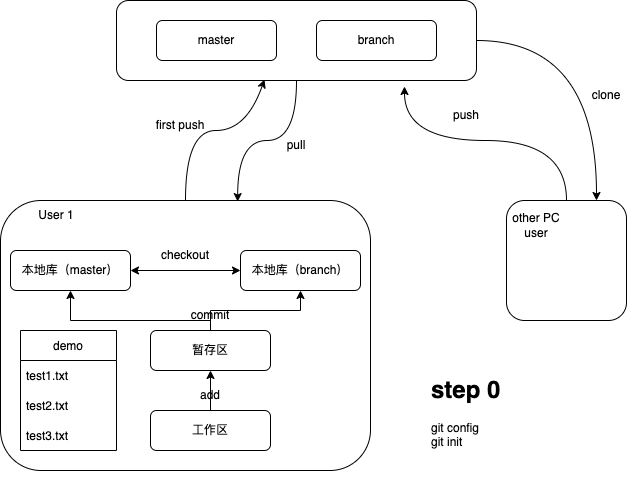 master
branch
clone
push
first push
pull
User 1
other PC
user
checkout
本地库（master）
本地库（branch）
commit
demo
暂存区
test1.txt
add
test2.txt
step 0
test3.txt
工作区
git config
git init